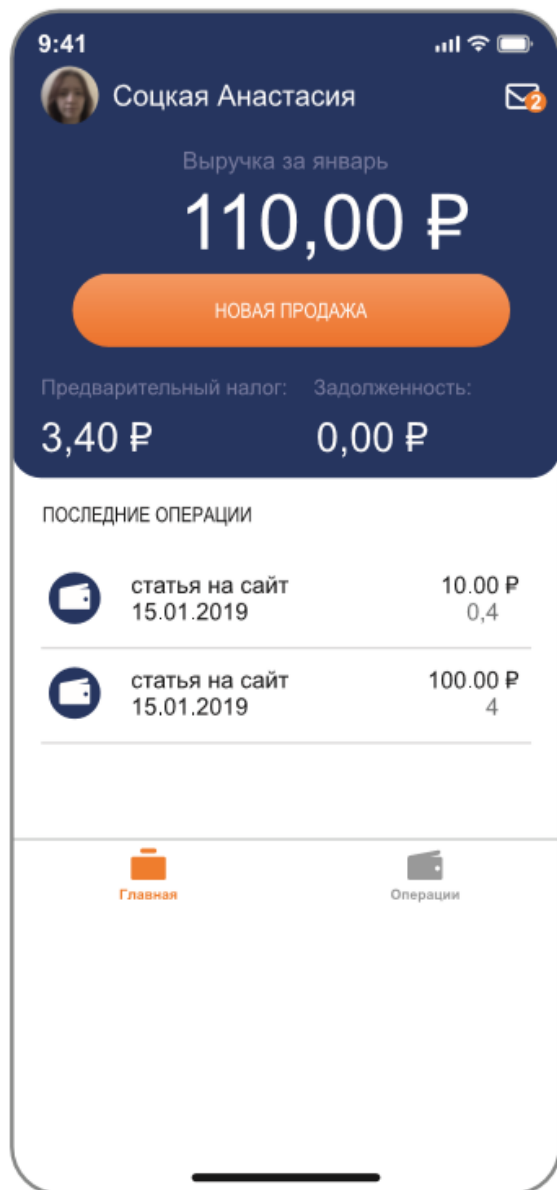 9:41
Соцкая Анастасия
2
Выручка за январь
110,00 ₽
НОВАЯ ПРОДАЖА
Предварительный налог: Задолженность:
3,40 ₽ 0,00 ₽
ПОСЛЕДНИЕ ОПЕРАЦИИ
статья на сайт 10.00 ₽
15.01.2019 0,4
статья на сайт 100.00 ₽
15.01.2019 4
Главная Операции